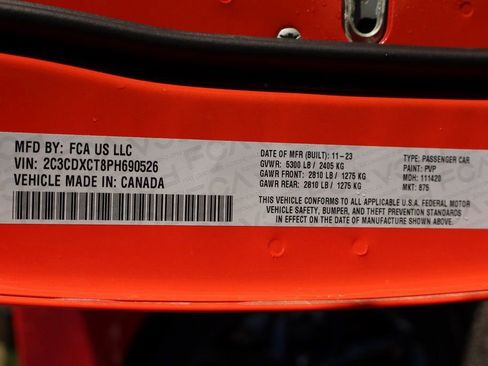 MFD BY: FCA US LLC
VIN: 2C3CDXCT8PH690526
VEHICLE MADE IN: CANADA
DATE OF MFR (BUILT): 11-23
GVWR: 5300 LB / 2405 KG
GAWR FRONT: 2810 LB / 1275 KG
GAWR REAR: 2810 LB / 1275 KG
TYPE: PASSENGER CAR
PAINT: PVP
MDH: 111420
MKT: 875
THIS VEHICLE CONFORMS TO ALL APPLICABLE U.S.A. FEDERAL MOTOR
VEHICLE SAFETY, BUMPER, AND THEFT PREVENTION STANDARDS
IN EFFECT ON THE DATE OF MANUFACTURE SHOWN ABOVE.